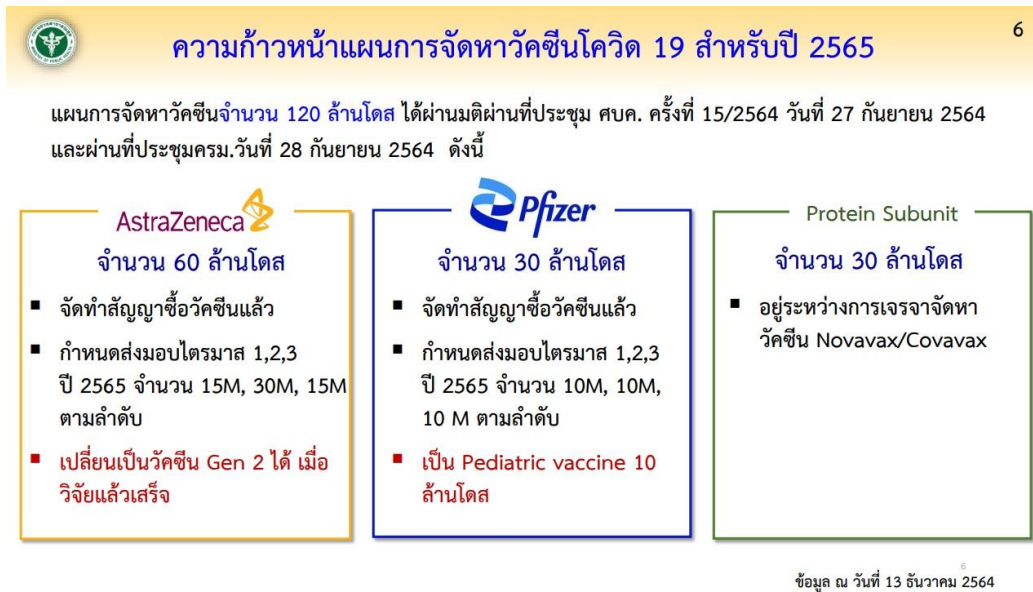 6
ความก้าวหน้าแผนการจัดหาวัคซีนโควิด 19 สำหรับปี 2565
แผนการจัดหาวัคซีนจำนวน 120 ล้านโดส ได้ผ่านมติผ่านที่ประชุม ศบค. ครั้งที่ 15/2564 วันที่ 27 กันยายน 2564
และผ่านที่ประชุมครม.วันที่ 28 กันยายน 2564 ดังนี้
AstraZeneca
จำนวน 60 ล้านโดส
▪ จัดทำสัญญาซื้อวัคซีนแล้ว
▪ กำหนดส่งมอบไตรมาส 1,2,3
ปี 2565 จำนวน 15M, 30M, 15M
ตามลำดับ
▪ เปลี่ยนเป็นวัคซีน Gen 2 ได้ เมื่อ
วิจัยแล้วเสร็จ
Pfizer
จำนวน 30 ล้านโดส
▪ จัดทำสัญญาซื้อวัคซีนแล้ว
▪ กำหนดส่งมอบไตรมาส 1,2,3
ปี 2565 จำนวน 10M, 10M,
10 M ตามลำดับ
▪ เป็น Pediatric vaccine 10
ล้านโดส
Protein Subunit
จำนวน 30 ล้านโดส
▪ อยู่ระหว่างการเจรจาจัดหา
วัคซีน Novavax/Covavax
6
ข้อมูล ณ วันที่ 13 ธันวาคม 2564